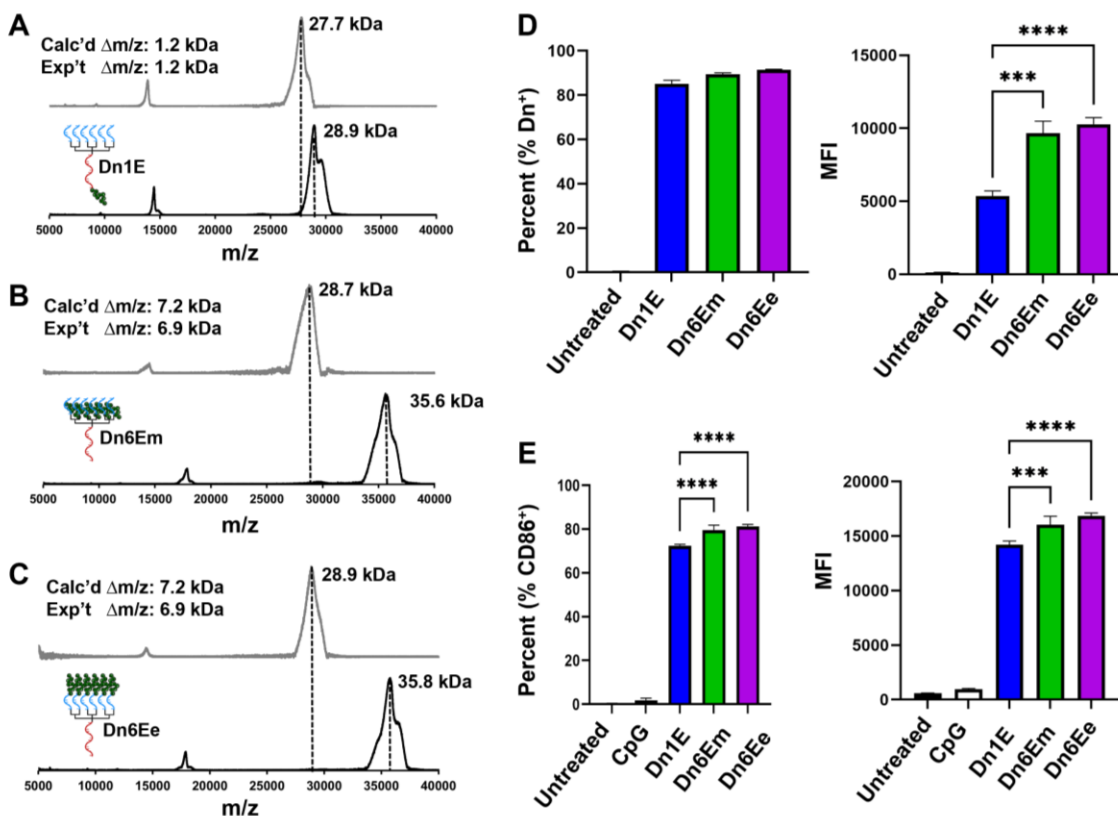 A
Calc'd Δm/z: 1.2 kDa
Exp't Δm/z: 1.2 kDa
27.7 kDa
28.9 kDa
Dn1E
5000 10000 15000 20000 25000 30000 35000 40000
m/z
B
Calc'd Δm/z: 7.2 kDa
Exp't Δm/z: 6.9 kDa
28.7 kDa
35.6 kDa
Dn6Em
5000 10000 15000 20000 25000 30000 35000 40000
m/z
C
Calc'd Δm/z: 7.2 kDa
Exp't Δm/z: 6.9 kDa
28.9 kDa
35.8 kDa
Dn6Ee
5000 10000 15000 20000 25000 30000 35000 40000
m/z
D
Percent (% Dn⁺)
100
80
60
40
20
0
Untreated
Dn1E
Dn6Em
Dn6Ee
MFI
15000
10000
5000
0
****
***
Untreated
Dn1E
Dn6Em
Dn6Ee
E
Percent (% CD86⁺)
100
80
60
40
20
0
****
****
Untreated
CpG
Dn1E
Dn6Em
Dn6Ee
MFI
20000
15000
10000
5000
0
****
***
Untreated
CpG
Dn1E
Dn6Em
Dn6Ee